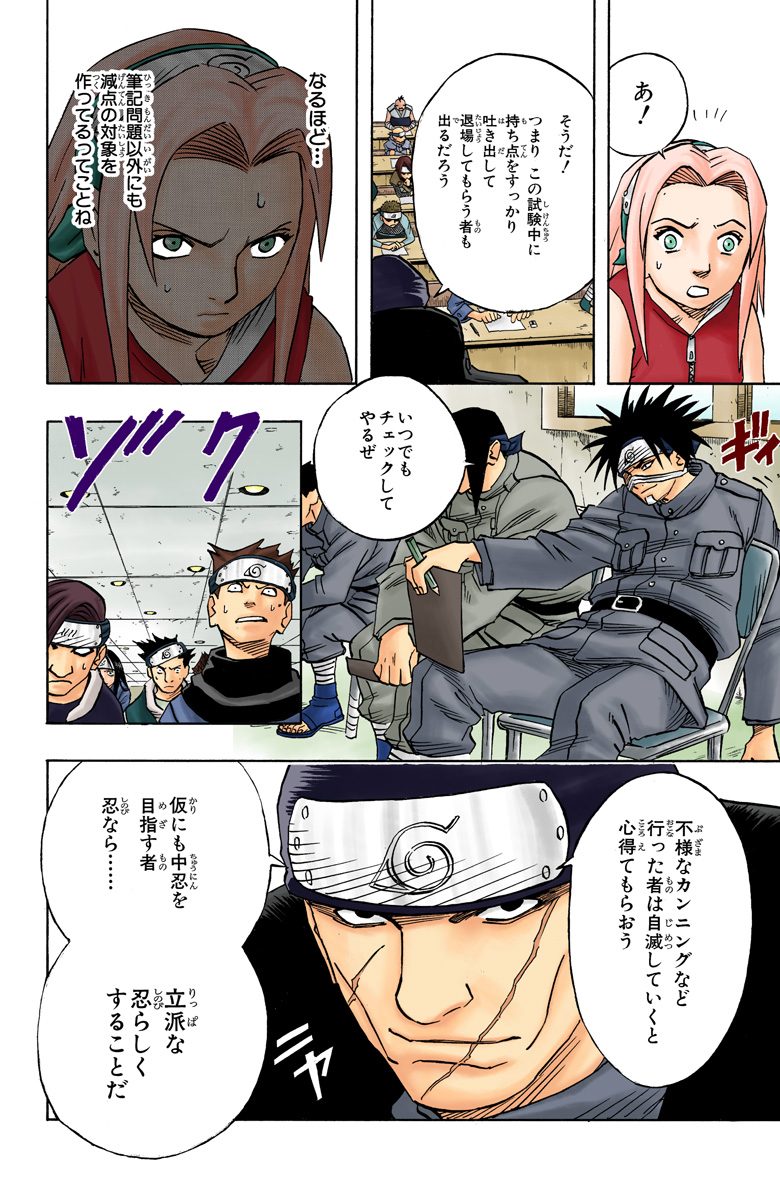 あ！
そうだ！
つまり この試験中に
持ち点をすっかり
吐き出して
退場してもらう者も
出るだろう
なるほど…
筆記問題以外にも
減点の対象を
作ってるってことね
ギィ
いつでも
チェックして
やるぜ
ゾク
不様なカンニングなど
行った者は自滅していくと
心得てもらおう
仮にも中忍を
目指す者
忍なら……
立派な
忍らしく
することだ
ニヤ